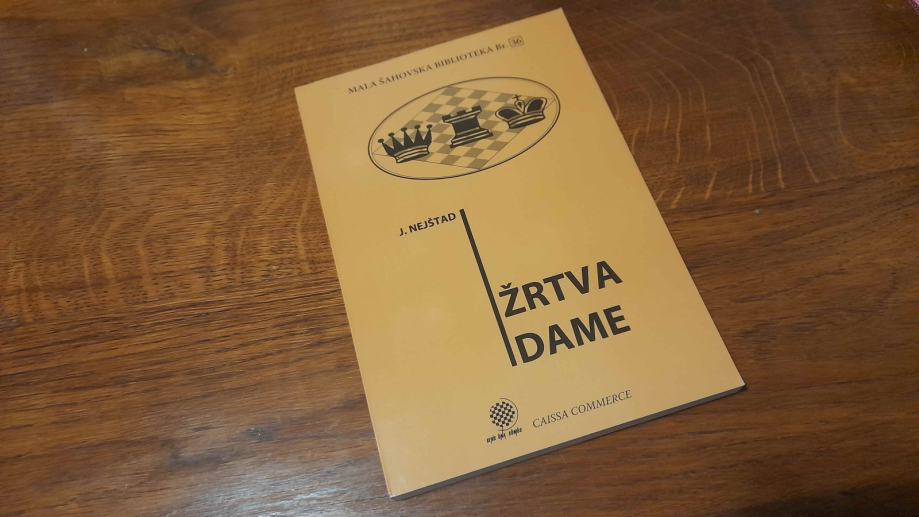 MALA ŠAHOVSKA BIBLIOTEKA Br. 36
J. NEJŠTAD
ŽRTVA
DAME
CAISSA COMMERCE